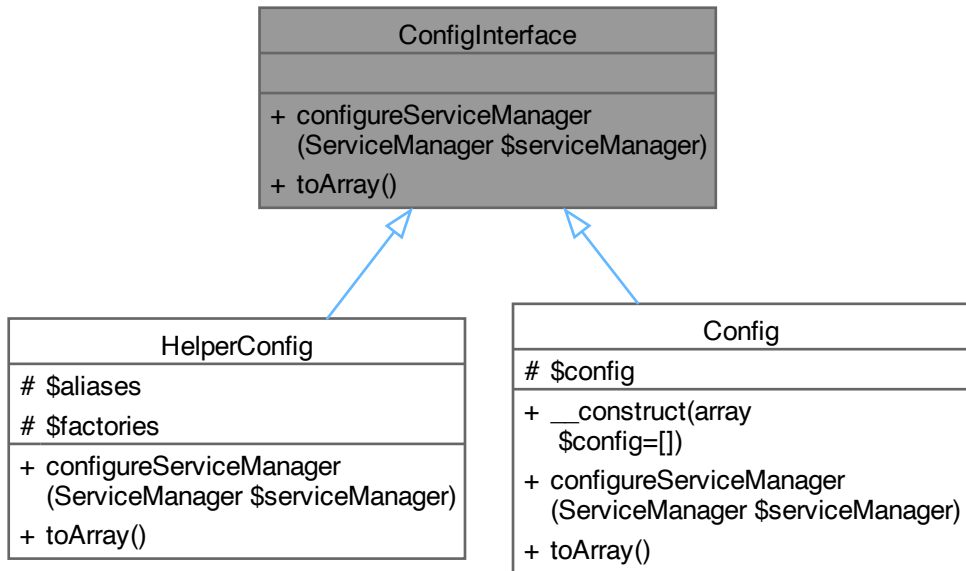 ConfigInterface
+ configureServiceManager
(ServiceManager $serviceManager)
+ toArray()
HelperConfig
# $aliases
# $factories
+ configureServiceManager
(ServiceManager $serviceManager)
+ toArray()
Config
# $config
+ __construct(array
$config=[])
+ configureServiceManager
(ServiceManager $serviceManager)
+ toArray()